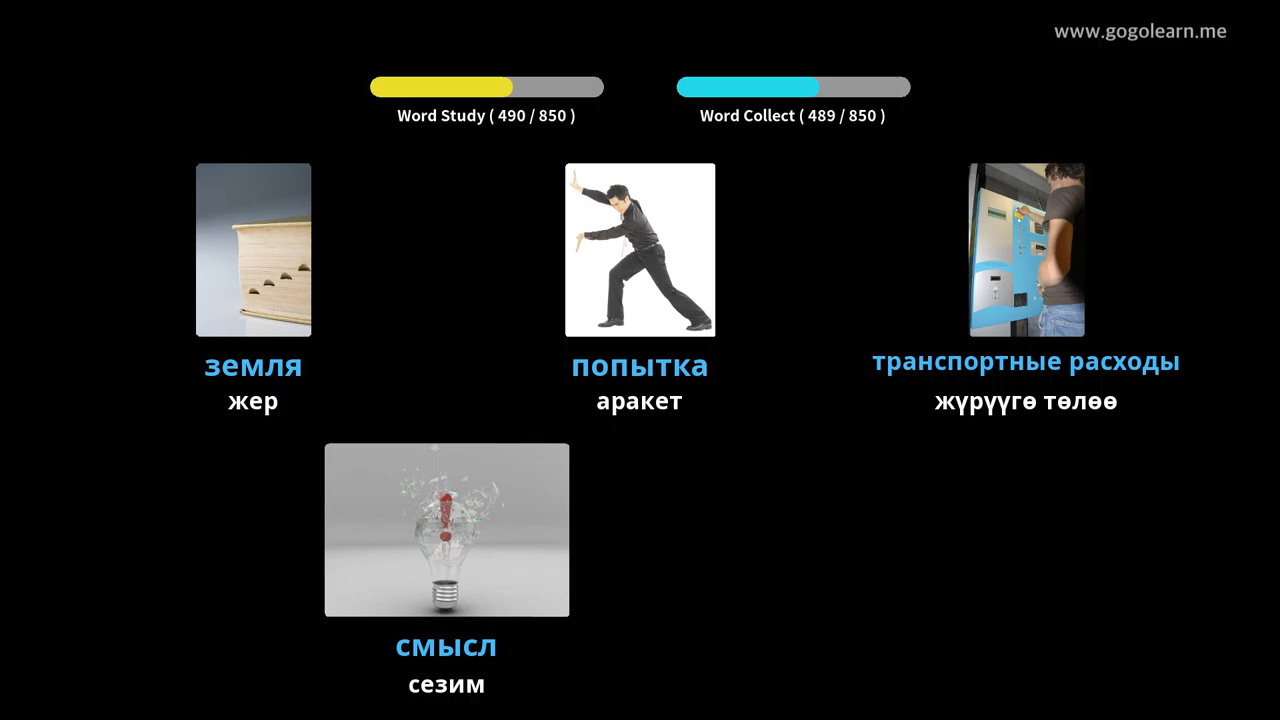 www.gogolearn.me
Word Study ( 490 / 850 )
Word Collect ( 489 / 850 )
земля
жер
попытка
аракет
транспортные расходы
жүрүүгө төлөө
смысл
сезим